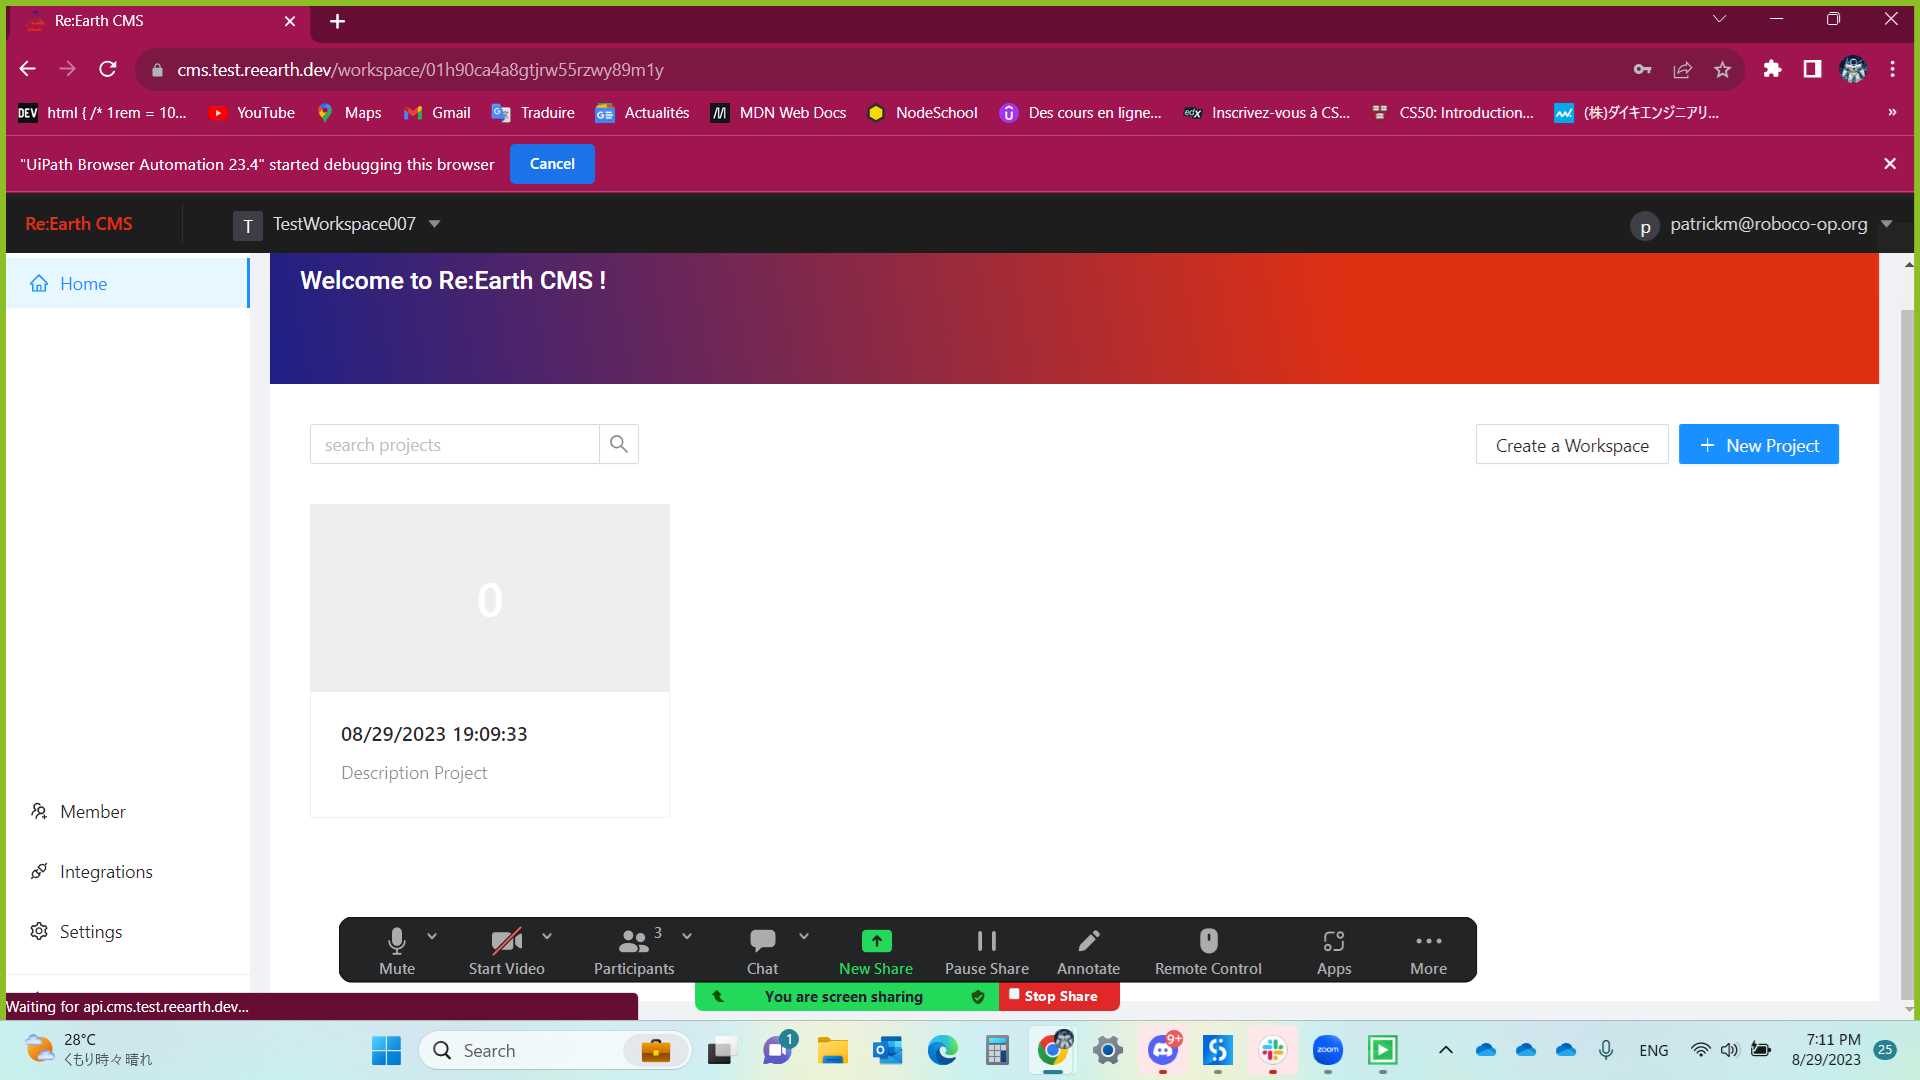 Re:Earth CMS
cms.test.reearth.dev/workspace/01h90ca4a8gtjrw55rzwy89m1y
DEV html { /* 1rem = 10... YouTube Maps Gmail Traduire Actualités MDN Web Docs NodeSchool Des cours en ligne... edX Inscrivez-vous à CS... CS50: Introduction... (株)ダイキエンジニアリ... »
"UiPath Browser Automation 23.4" started debugging this browser Cancel
Re:Earth CMS T TestWorkspace007 p patrickm@roboco-op.org
Home
Welcome to Re:Earth CMS !
search projects Create a Workspace + New Project
0
08/29/2023 19:09:33
Description Project
Member
Integrations
Settings
3
Mute Start Video Participants Chat New Share Pause Share Annotate Remote Control Apps More
You are screen sharing Stop Share
Waiting for api.cms.test.reearth.dev...
28°C
くもり時々晴れ
Search
1
9+
zoom
ENG
7:11 PM
8/29/2023
25